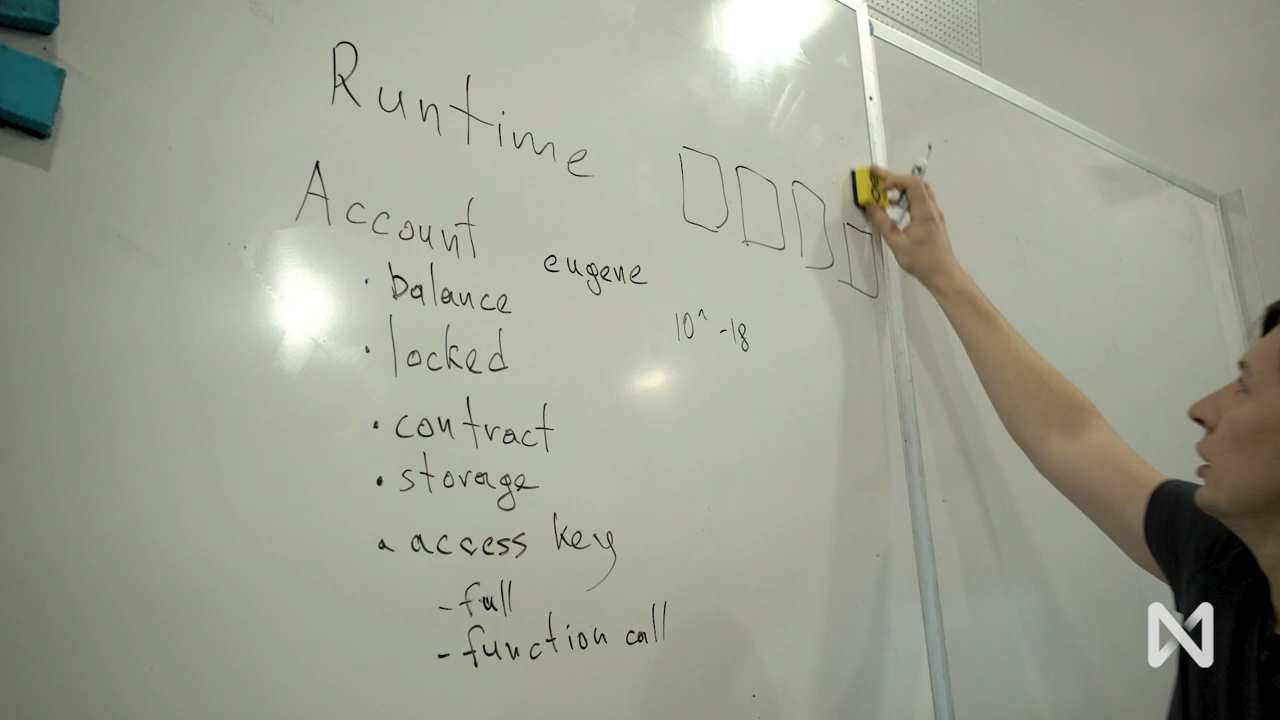 Runtime
Account
eugene
· balance
· locked
10^ -18
· contract
· storage
· access key
- full
- function call